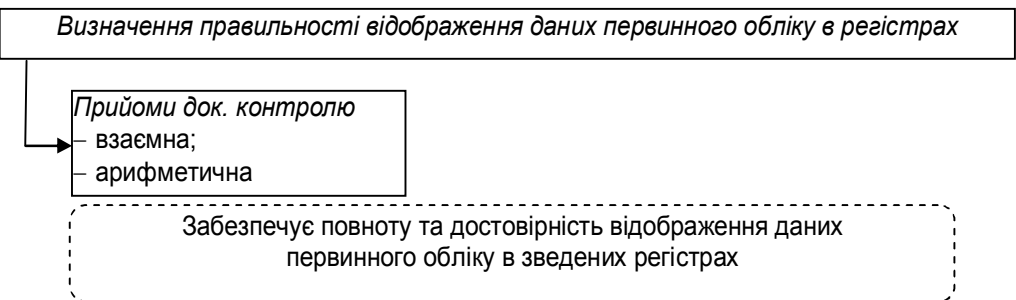 Визначення правильності відображення даних первинного обліку в регістрах
Прийоми док. контролю
– взаємна;
– арифметична
Забезпечує повноту та достовірність відображення даних
первинного обліку в зведених регістрах